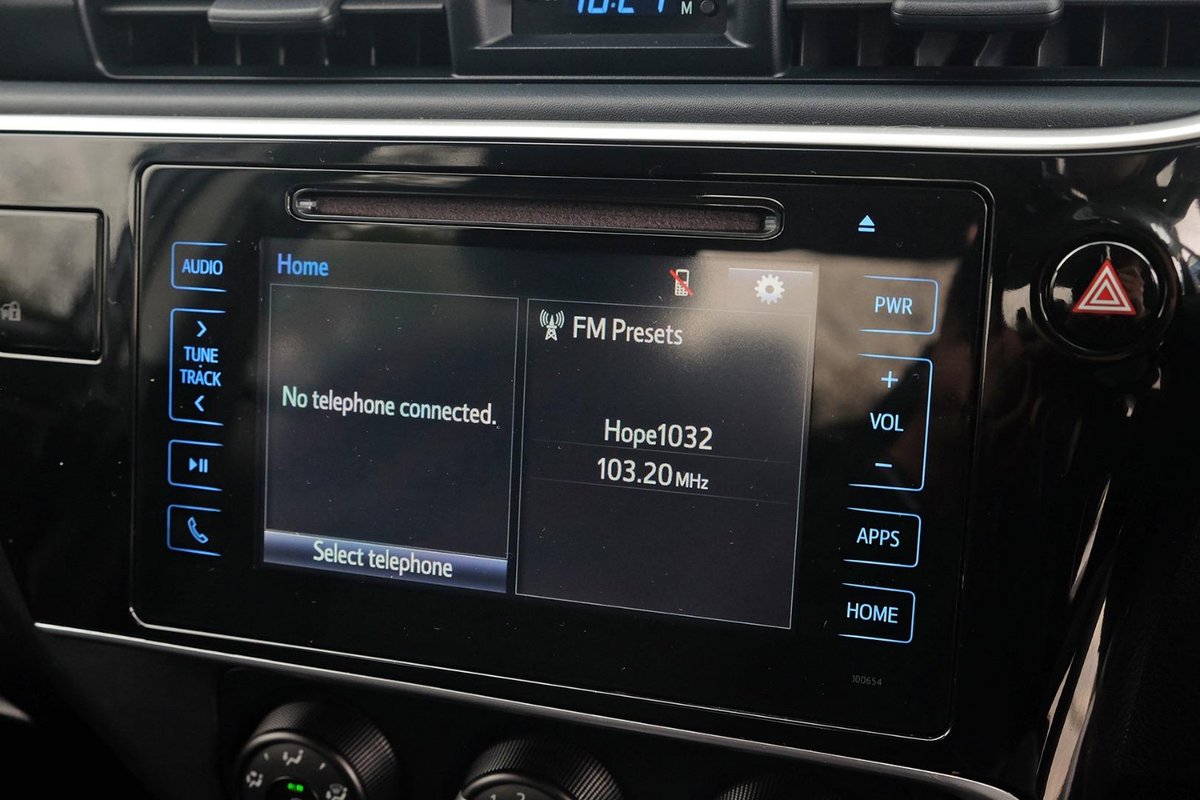 M
AUDIO
TUNE
TRACK
Home
FM Presets
No telephone connected.
Hope1032
103.20 MHz
Select telephone
PWR
+
VOL
−
APPS
HOME
100654